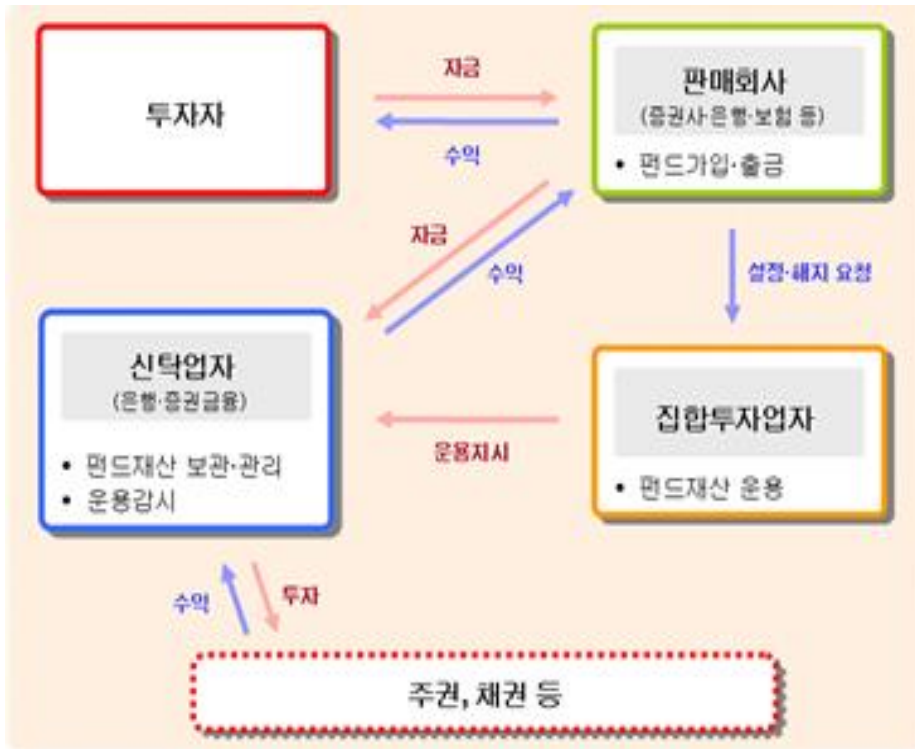 투자자
자금
수익
판매회사
(증권사·은행·보험 등)
• 펀드가입·출금
자금
수익
설정·해지 요청
신탁업자
(은행·증권금융)
• 펀드재산 보관·관리
• 운용감시
운용지시
집합투자업자
• 펀드재산 운용
수익
투자
주권, 채권 등